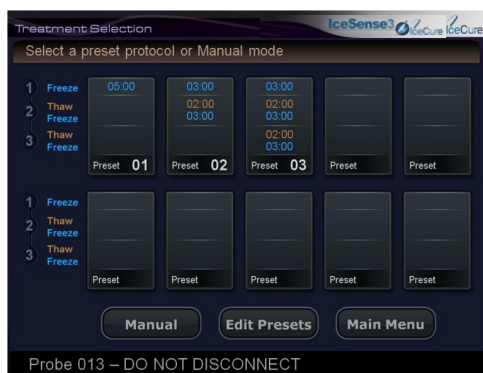 Treatment Selection IceSense3 IceCure IceCure
Select a preset protocol or Manual mode
1 Freeze 05:00 03:00 03:00
2 Thaw 02:00 02:00
Freeze 03:00 03:00
3 Thaw 02:00
Freeze 03:00
Preset 01 Preset 02 Preset 03 Preset Preset
1 Freeze
2 Thaw
Freeze
3 Thaw
Freeze
Preset Preset Preset Preset Preset
Manual Edit Presets Main Menu
Probe 013 – DO NOT DISCONNECT